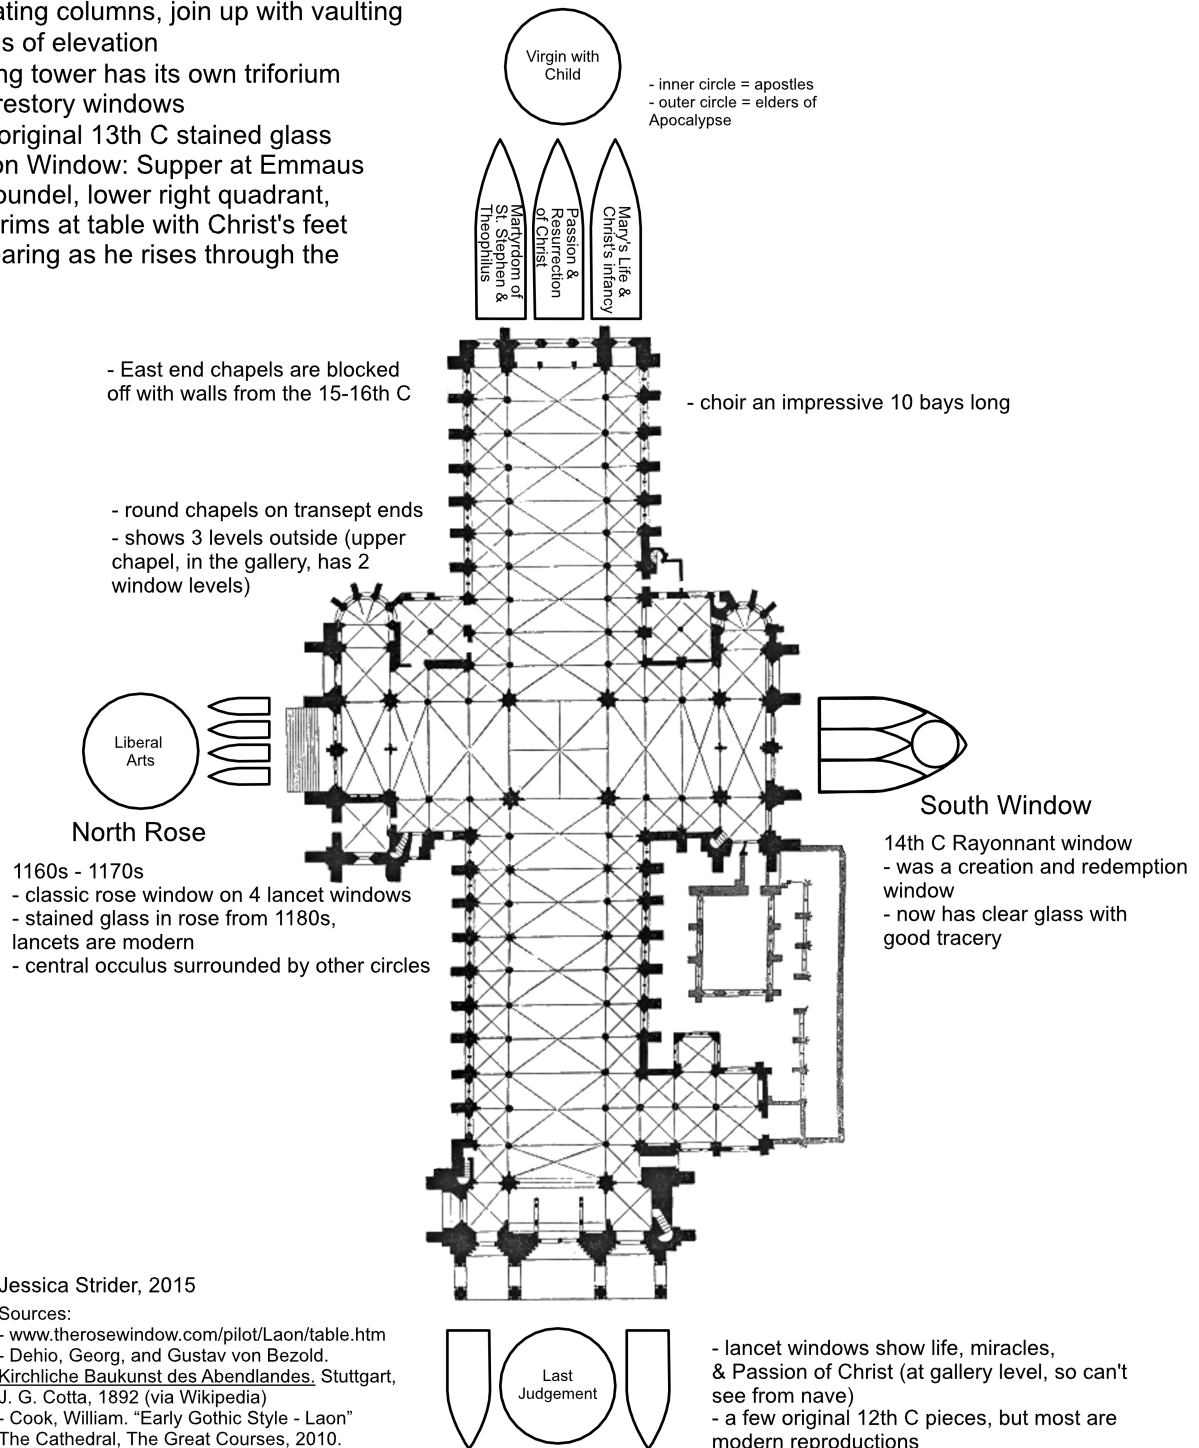 ating columns, join up with vaulting
s of elevation
ng tower has its own triforium
restory windows
original 13th C stained glass
on Window: Supper at Emmaus
oundel, lower right quadrant,
rims at table with Christ's feet
earing as he rises through the
Virgin with
Child
- inner circle = apostles
- outer circle = elders of
Apocalypse
Martyrdom of
St. Stephen &
Theophilus
Passion &
Resurrection
of Christ
Mary's Life &
Christ's infancy
- East end chapels are blocked
off with walls from the 15-16th C
- choir an impressive 10 bays long
- round chapels on transept ends
- shows 3 levels outside (upper
chapel, in the gallery, has 2
window levels)
Liberal
Arts
North Rose
1160s - 1170s
- classic rose window on 4 lancet windows
- stained glass in rose from 1180s,
lancets are modern
- central occulus surrounded by other circles
South Window
14th C Rayonnant window
- was a creation and redemption
window
- now has clear glass with
good tracery
Jessica Strider, 2015
Sources:
- www.therosewindow.com/pilot/Laon/table.htm
- Dehio, Georg, and Gustav von Bezold.
Kirchliche Baukunst des Abendlandes. Stuttgart,
J. G. Cotta, 1892 (via Wikipedia)
- Cook, William. “Early Gothic Style - Laon”
The Cathedral, The Great Courses, 2010.
Last
Judgement
- lancet windows show life, miracles,
& Passion of Christ (at gallery level, so can't
see from nave)
- a few original 12th C pieces, but most are
modern reproductions